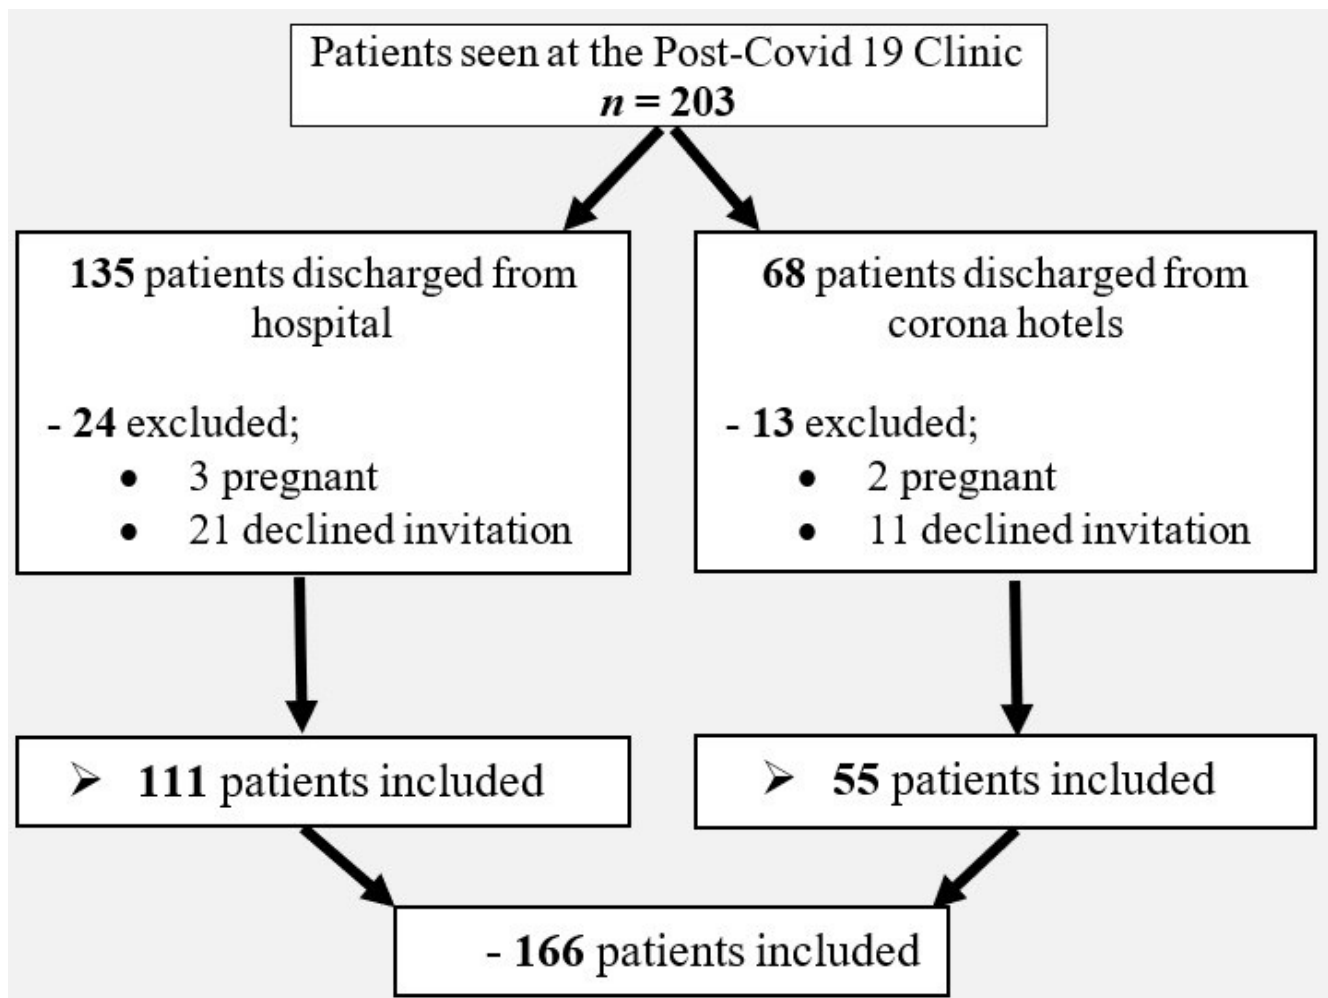 Patients seen at the Post-Covid 19 Clinic
n = 203
135 patients discharged from
hospital
- 24 excluded;
• 3 pregnant
• 21 declined invitation
68 patients discharged from
corona hotels
- 13 excluded;
• 2 pregnant
• 11 declined invitation
➢ 111 patients included
➢ 55 patients included
- 166 patients included